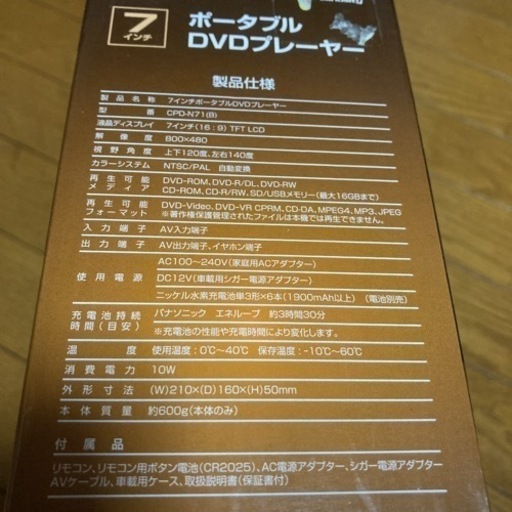 7
インチ
ポータブル
DVDプレーヤー
製品仕様
製品名称 7インチポータブルDVDプレーヤー
型番 CPD-N71(B)
液晶ディスプレイ 7インチ(16:9) TFT LCD
解像度 800×480
視野角度 上下120度、左右140度
カラーシステム NTSC/PAL 自動変換
再生可能 DVD-ROM、DVD-R/DL、DVD-RW
メディア CD-ROM、CD-R/RW、SD/USBメモリー(最大16GBまで)
再生可能 DVD-Video、DVD-VR CPRM、CD-DA、MPEG4、MP3、JPEG
フォーマット ※著作権保護管理されたファイルは本機では再生できません。
入力端子 AV入力端子
出力端子 AV出力端子、イヤホン端子
AC100~240V(家庭用ACアダプター)
使用電源 DC12V(車載用シガー電源アダプター)
ニッケル水素充電池単3形×6本(1900mAh以上) (電池別売)
充電池持続 パナソニック エネループ 約3時間30分
時間(目安) ※充電池の性能や充電時間により変化します。
温度 使用温度:0℃~40℃ 保存温度:-10℃~60℃
消費電力 10W
外形寸法 (W)210×(D)160×(H)50mm
本体質量 約600g(本体のみ)
付属品
リモコン、リモコン用ボタン電池(CR2025)、AC電源アダプター、シガー電源アダプター
AVケーブル、車載用ケース、取扱説明書(保証書付)